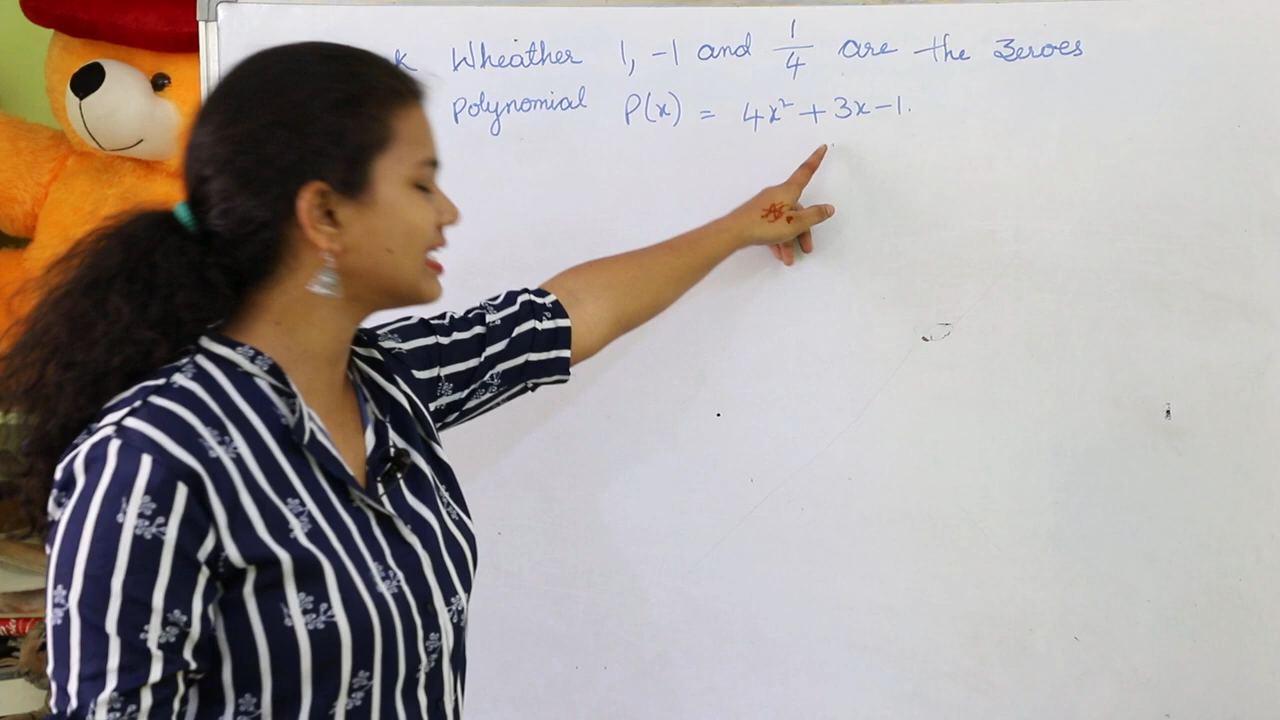 k Wheather 1, -1 and 1/4 are the Zeroes
polynomial P(x) = 4x² + 3x - 1.